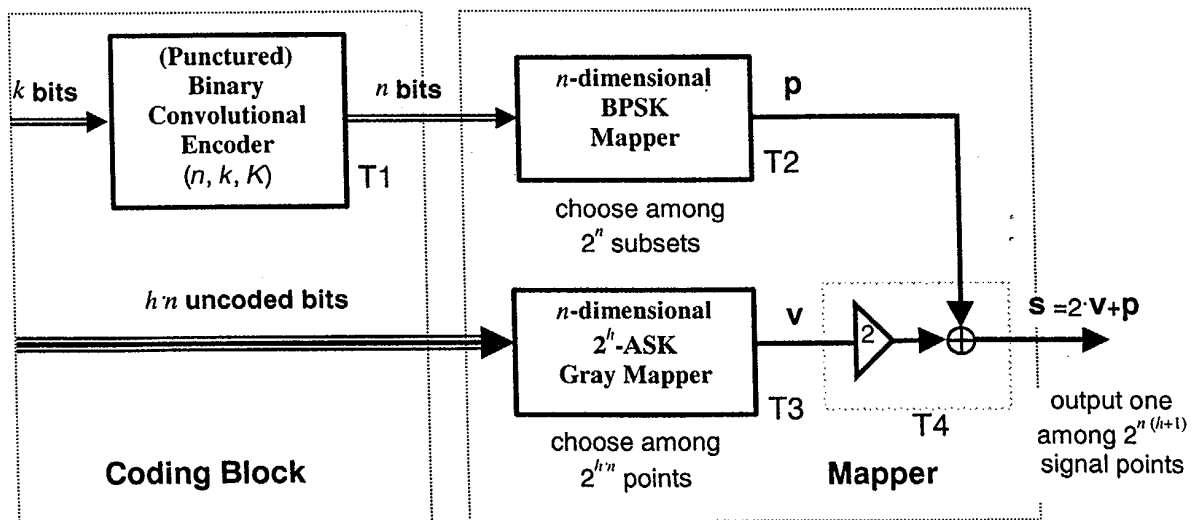 k bits
(Punctured)
Binary
Convolutional
Encoder
(n, k, K)
T1
n bits
n-dimensional
BPSK
Mapper
T2
p
choose among
2^n subsets
h·n uncoded bits
n-dimensional
2^h-ASK
Gray Mapper
T3
v
2
T4
s =2·v+p
choose among
2^{h·n} points
output one
among 2^{n (h+1)}
signal points
Coding Block
Mapper